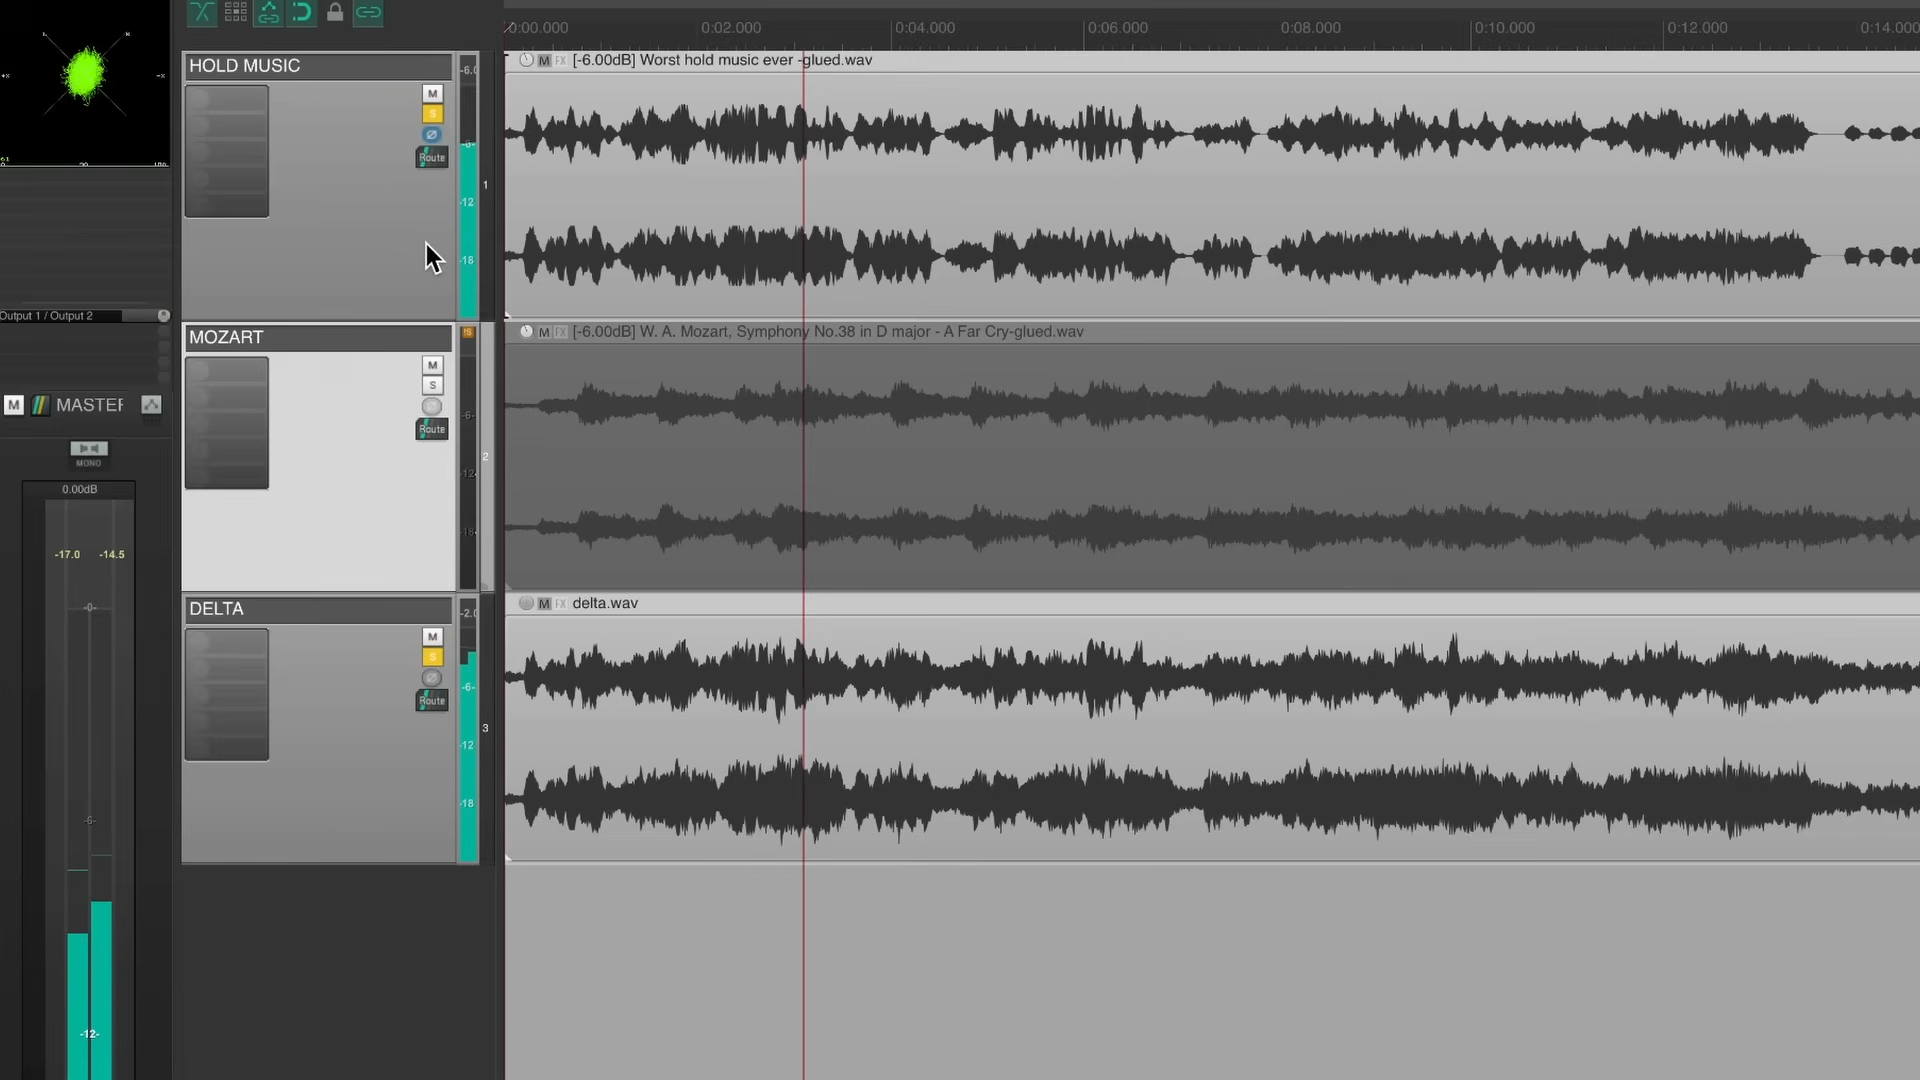 0:00.000 0:02.000 0:04.000 0:06.000 0:08.000 0:10.000 0:12.000 0:14.000
HOLD MUSIC
-6.0
M FX [-6.00dB] Worst hold music ever -glued.wav
M
S
Route
-6-
-12
-18
1
Output 1 / Output 2
MOZART
M FX [-6.00dB] W. A. Mozart, Symphony No.38 in D major - A Far Cry-glued.wav
M
S
Route
-6-
-12-
-18-
2
M MASTER
MONO
0.00dB
-17.0 -14.5
-0-
-6-
-12-
DELTA
-2.0
M FX delta.wav
M
S
Route
-6-
-12
-18
3